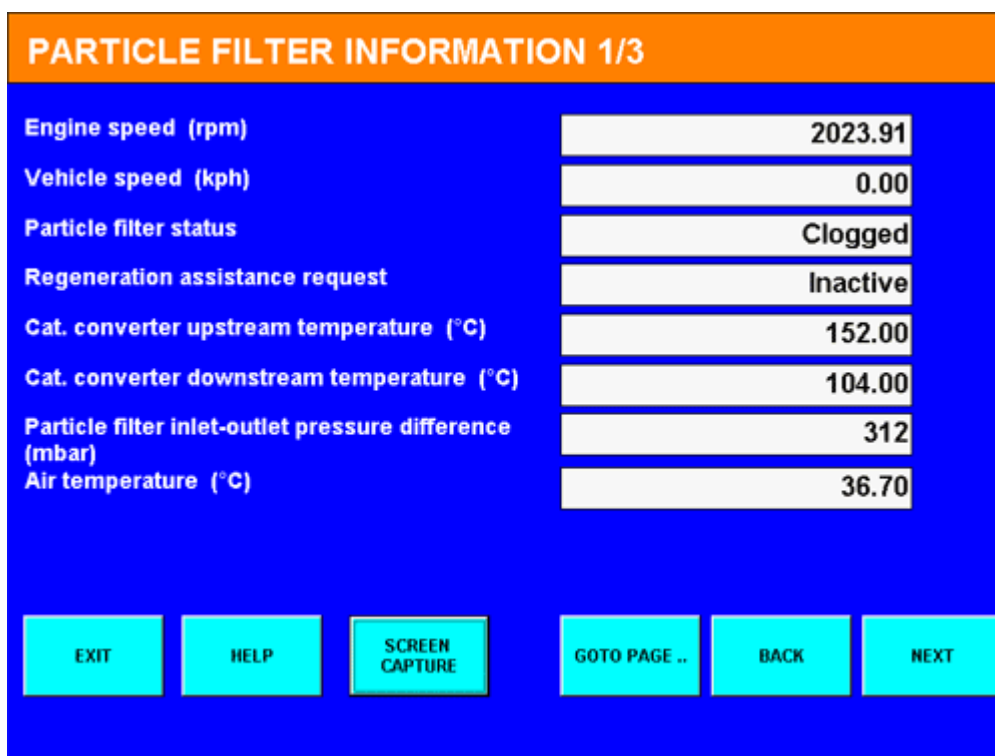 PARTICLE FILTER INFORMATION 1/3
Engine speed (rpm) 2023.91
Vehicle speed (kph) 0.00
Particle filter status Clogged
Regeneration assistance request Inactive
Cat. converter upstream temperature (°C) 152.00
Cat. converter downstream temperature (°C) 104.00
Particle filter inlet-outlet pressure difference 312
(mbar)
Air temperature (°C) 36.70
EXIT HELP SCREEN CAPTURE GOTO PAGE .. BACK NEXT